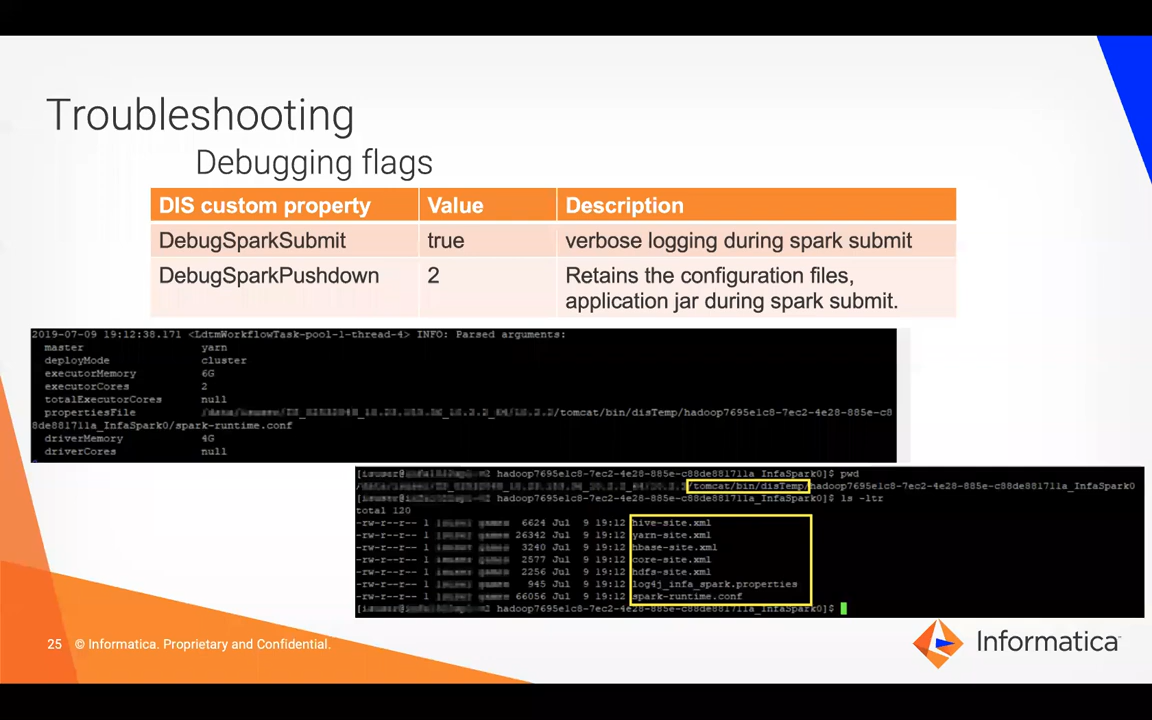 Troubleshooting
Debugging flags
DIS custom property Value Description
DebugSparkSubmit true verbose logging during spark submit
DebugSparkPushdown 2 Retains the configuration files,
application jar during spark submit.
2019-07-09 19:12:38.171 <LdtmWorkflowTask-pool-1-thread-4> INFO: Parsed arguments:
master yarn
deployMode cluster
executorMemory 6G
executorCores 2
totalExecutorCores null
propertiesFile /tomcat/bin/disTemp/hadoop7695e1c8-7ec2-4e28-885e-c8
8de881711a_InfaSpark0/spark-runtime.conf
driverMemory 4G
driverCores null
hadoop7695e1c8-7ec2-4e28-885e-c88de881711a_InfaSpark0]$ pwd
/tomcat/bin/disTemp/hadoop7695e1c8-7ec2-4e28-885e-c88de881711a_InfaSpark0
hadoop7695e1c8-7ec2-4e28-885e-c88de881711a_InfaSpark0]$ ls -ltr
total 120
-rw-r--r-- 1 6624 Jul 9 19:12 hive-site.xml
-rw-r--r-- 1 26342 Jul 9 19:12 yarn-site.xml
-rw-r--r-- 1 3240 Jul 9 19:12 hbase-site.xml
-rw-r--r-- 1 2577 Jul 9 19:12 core-site.xml
-rw-r--r-- 1 2256 Jul 9 19:12 hdfs-site.xml
-rw-r--r-- 1 945 Jul 9 19:12 log4j_infa_spark.properties
-rw-r--r-- 1 66056 Jul 9 19:12 spark-runtime.conf
hadoop7695e1c8-7ec2-4e28-885e-c88de881711a_InfaSpark0]$
25 © Informatica. Proprietary and Confidential.
Informatica